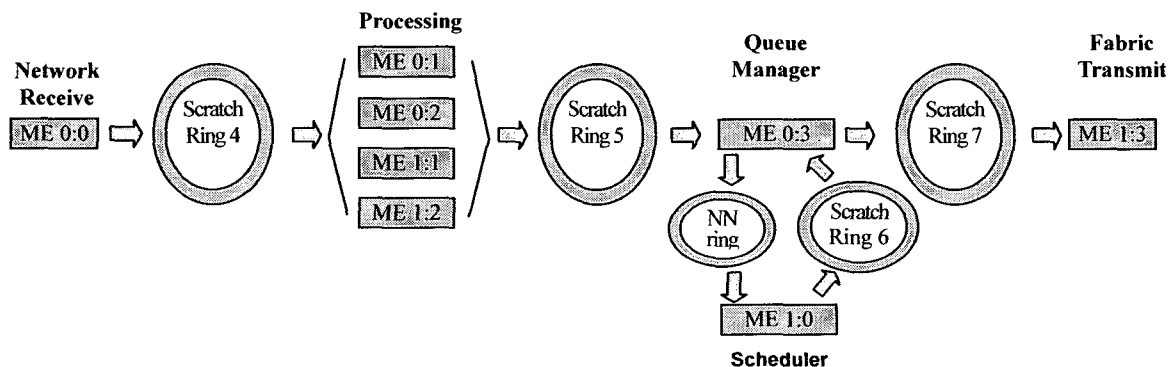 Network
Receive
ME 0:0
Scratch
Ring 4
Processing
ME 0:1
ME 0:2
ME 1:1
ME 1:2
Scratch
Ring 5
Queue
Manager
ME 0:3
NN
ring
Scratch
Ring 6
ME 1:0
Scheduler
Scratch
Ring 7
Fabric
Transmit
ME 1:3